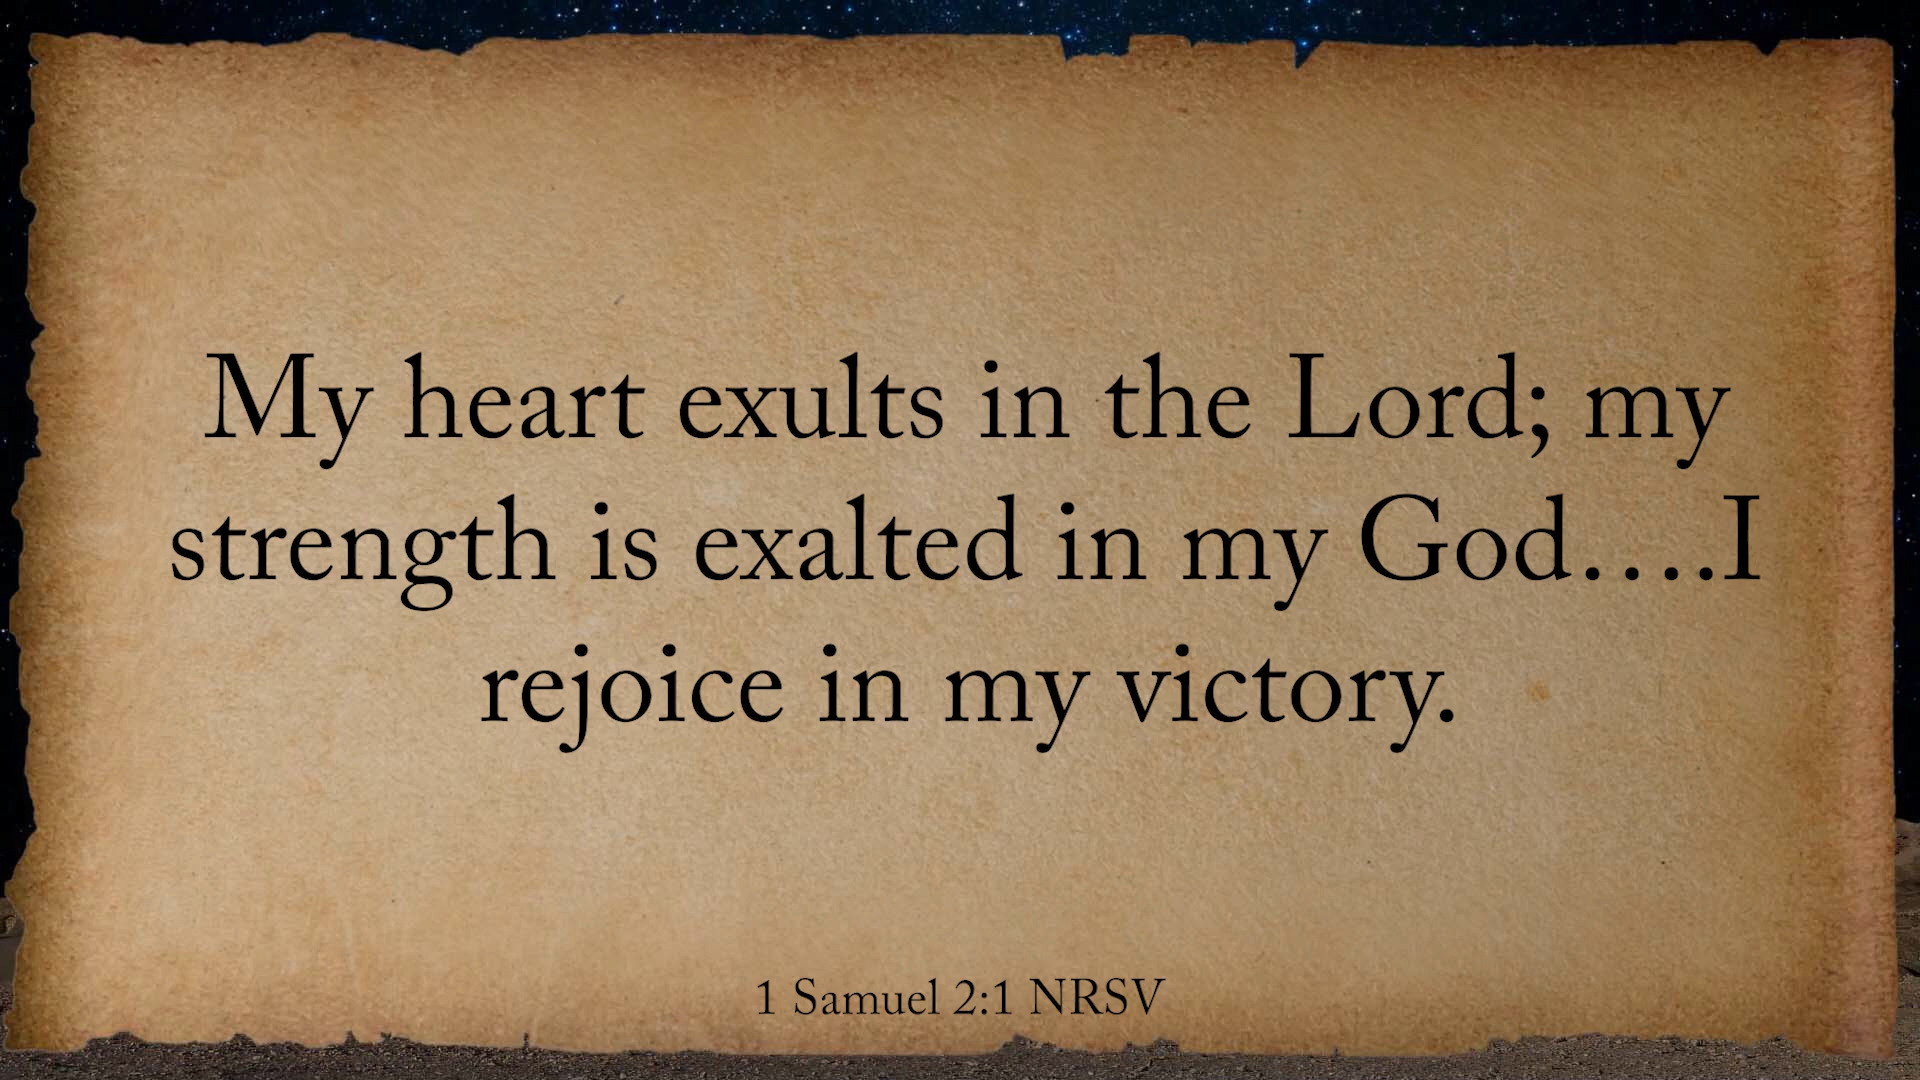 My heart exults in the Lord; my
strength is exalted in my God….I
rejoice in my victory.
1 Samuel 2:1 NRSV